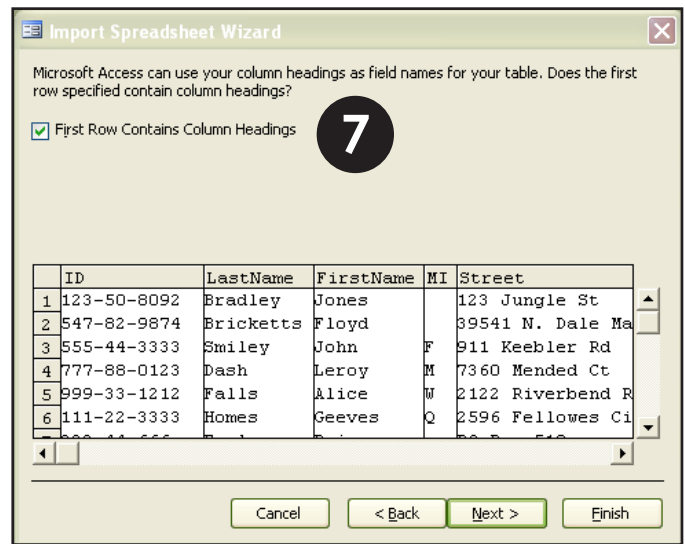 Import Spreadsheet Wizard
Microsoft Access can use your column headings as field names for your table. Does the first
row specified contain column headings?
First Row Contains Column Headings
7
ID LastName FirstName MI Street
1 123-50-8092 Bradley Jones 123 Jungle St
2 547-82-9874 Bricketts Floyd 39541 N. Dale Ma
3 555-44-3333 Smiley John F 911 Keebler Rd
4 777-88-0123 Dash Leroy M 7360 Mended Ct
5 999-33-1212 Falls Alice W 2122 Riverbend R
6 111-22-3333 Homes Geeves Q 2596 Fellowes Ci
Cancel < Back Next > Finish